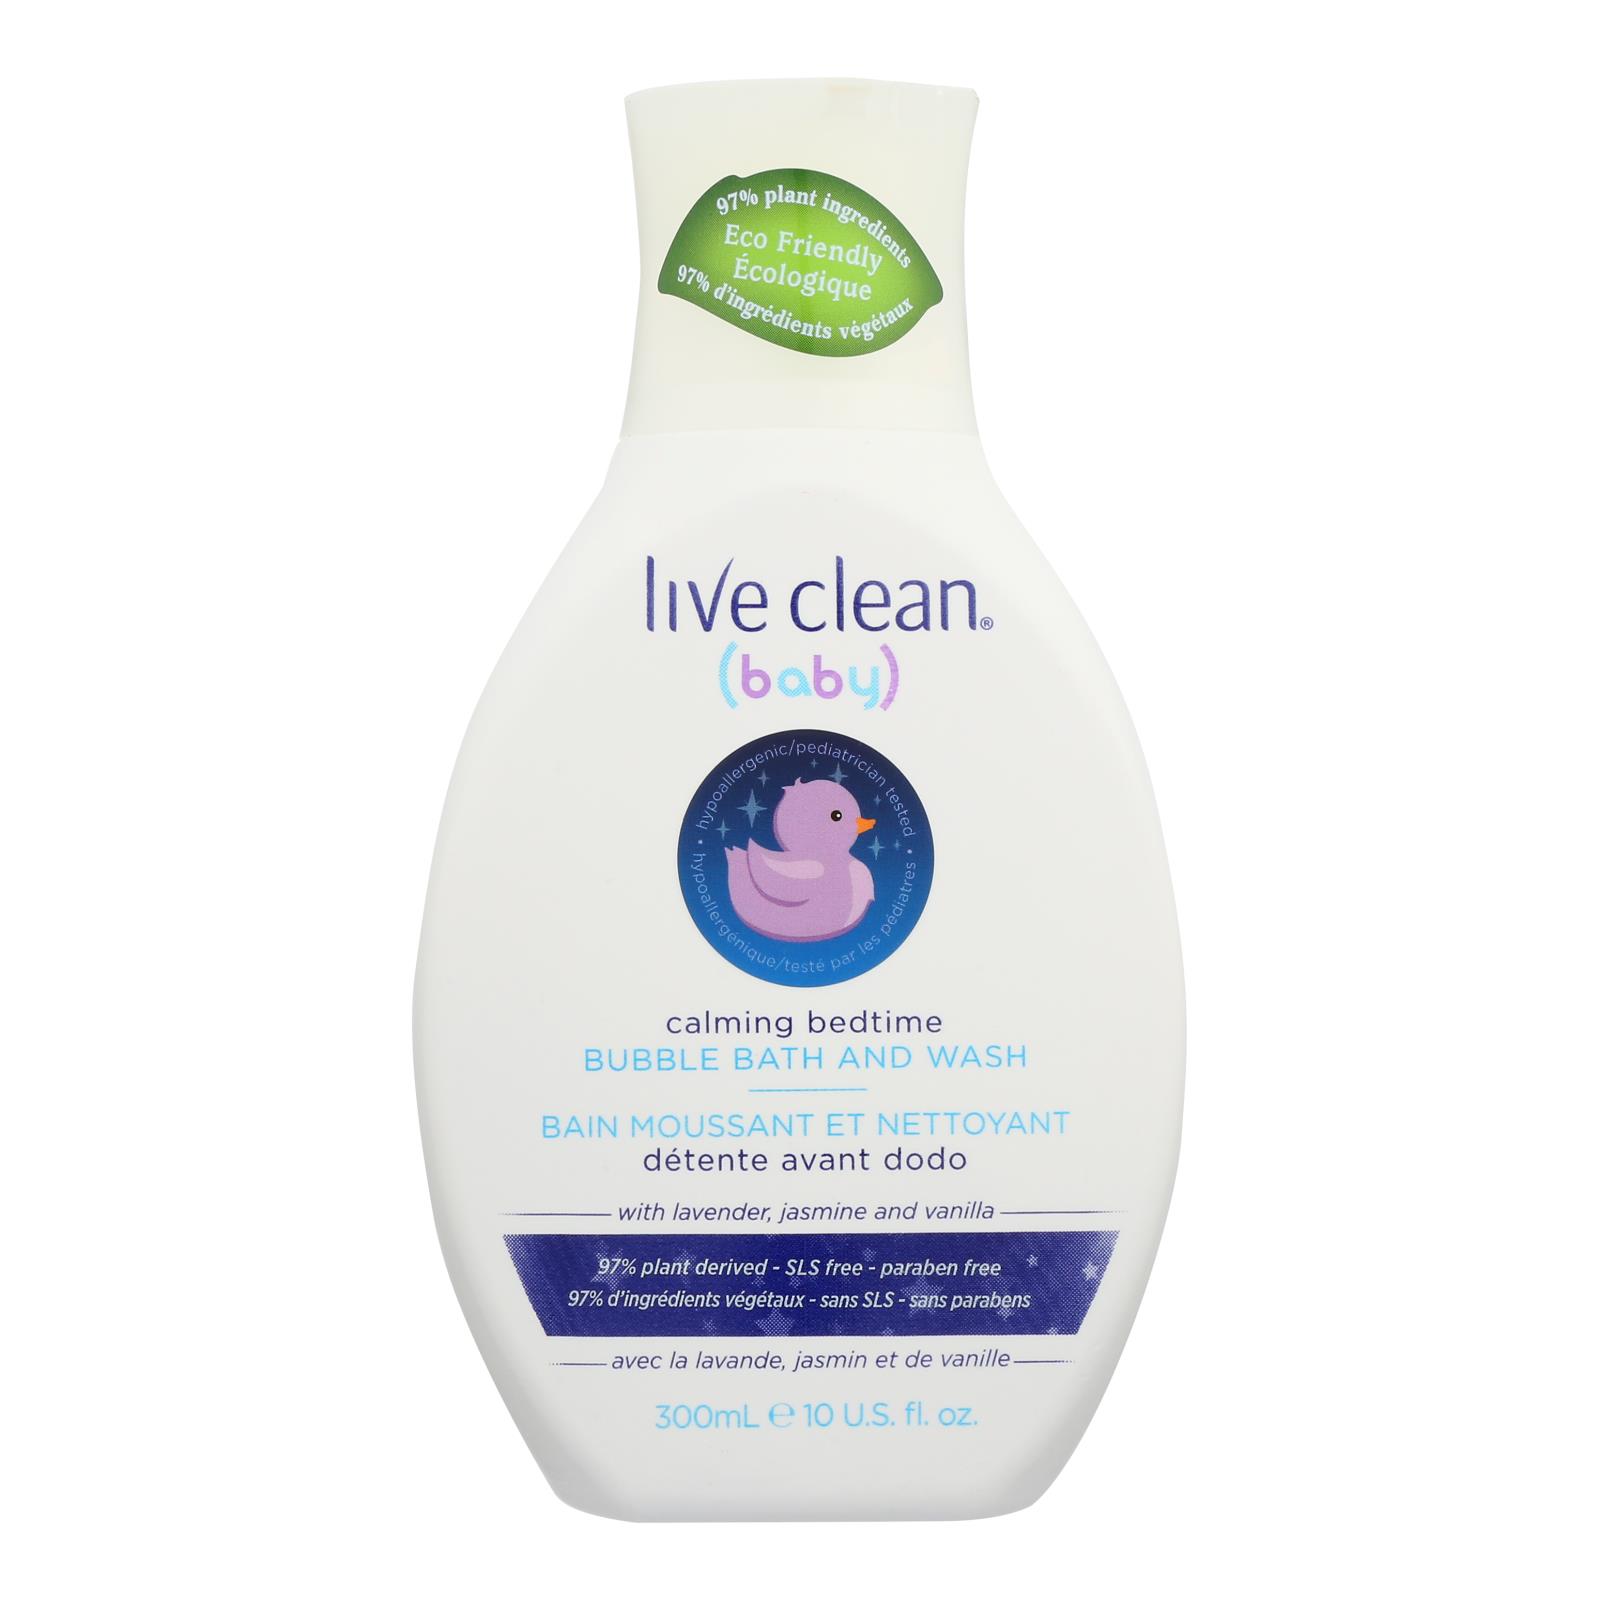 97% plant ingredients
Eco Friendly
Écologique
97% d'ingrédients végétaux
live clean®
(baby)
hypoallergenic/pediatrician tested •
hypoallergénique/testé par les pédiatres •
calming bedtime
BUBBLE BATH AND WASH
BAIN MOUSSANT ET NETTOYANT
détente avant dodo
with lavender, jasmine and vanilla
97% plant derived - SLS free - paraben free
97% d'ingrédients végétaux - sans SLS - sans parabens
avec la lavande, jasmin et de vanille
300mL ℮ 10 U.S. fl. oz.